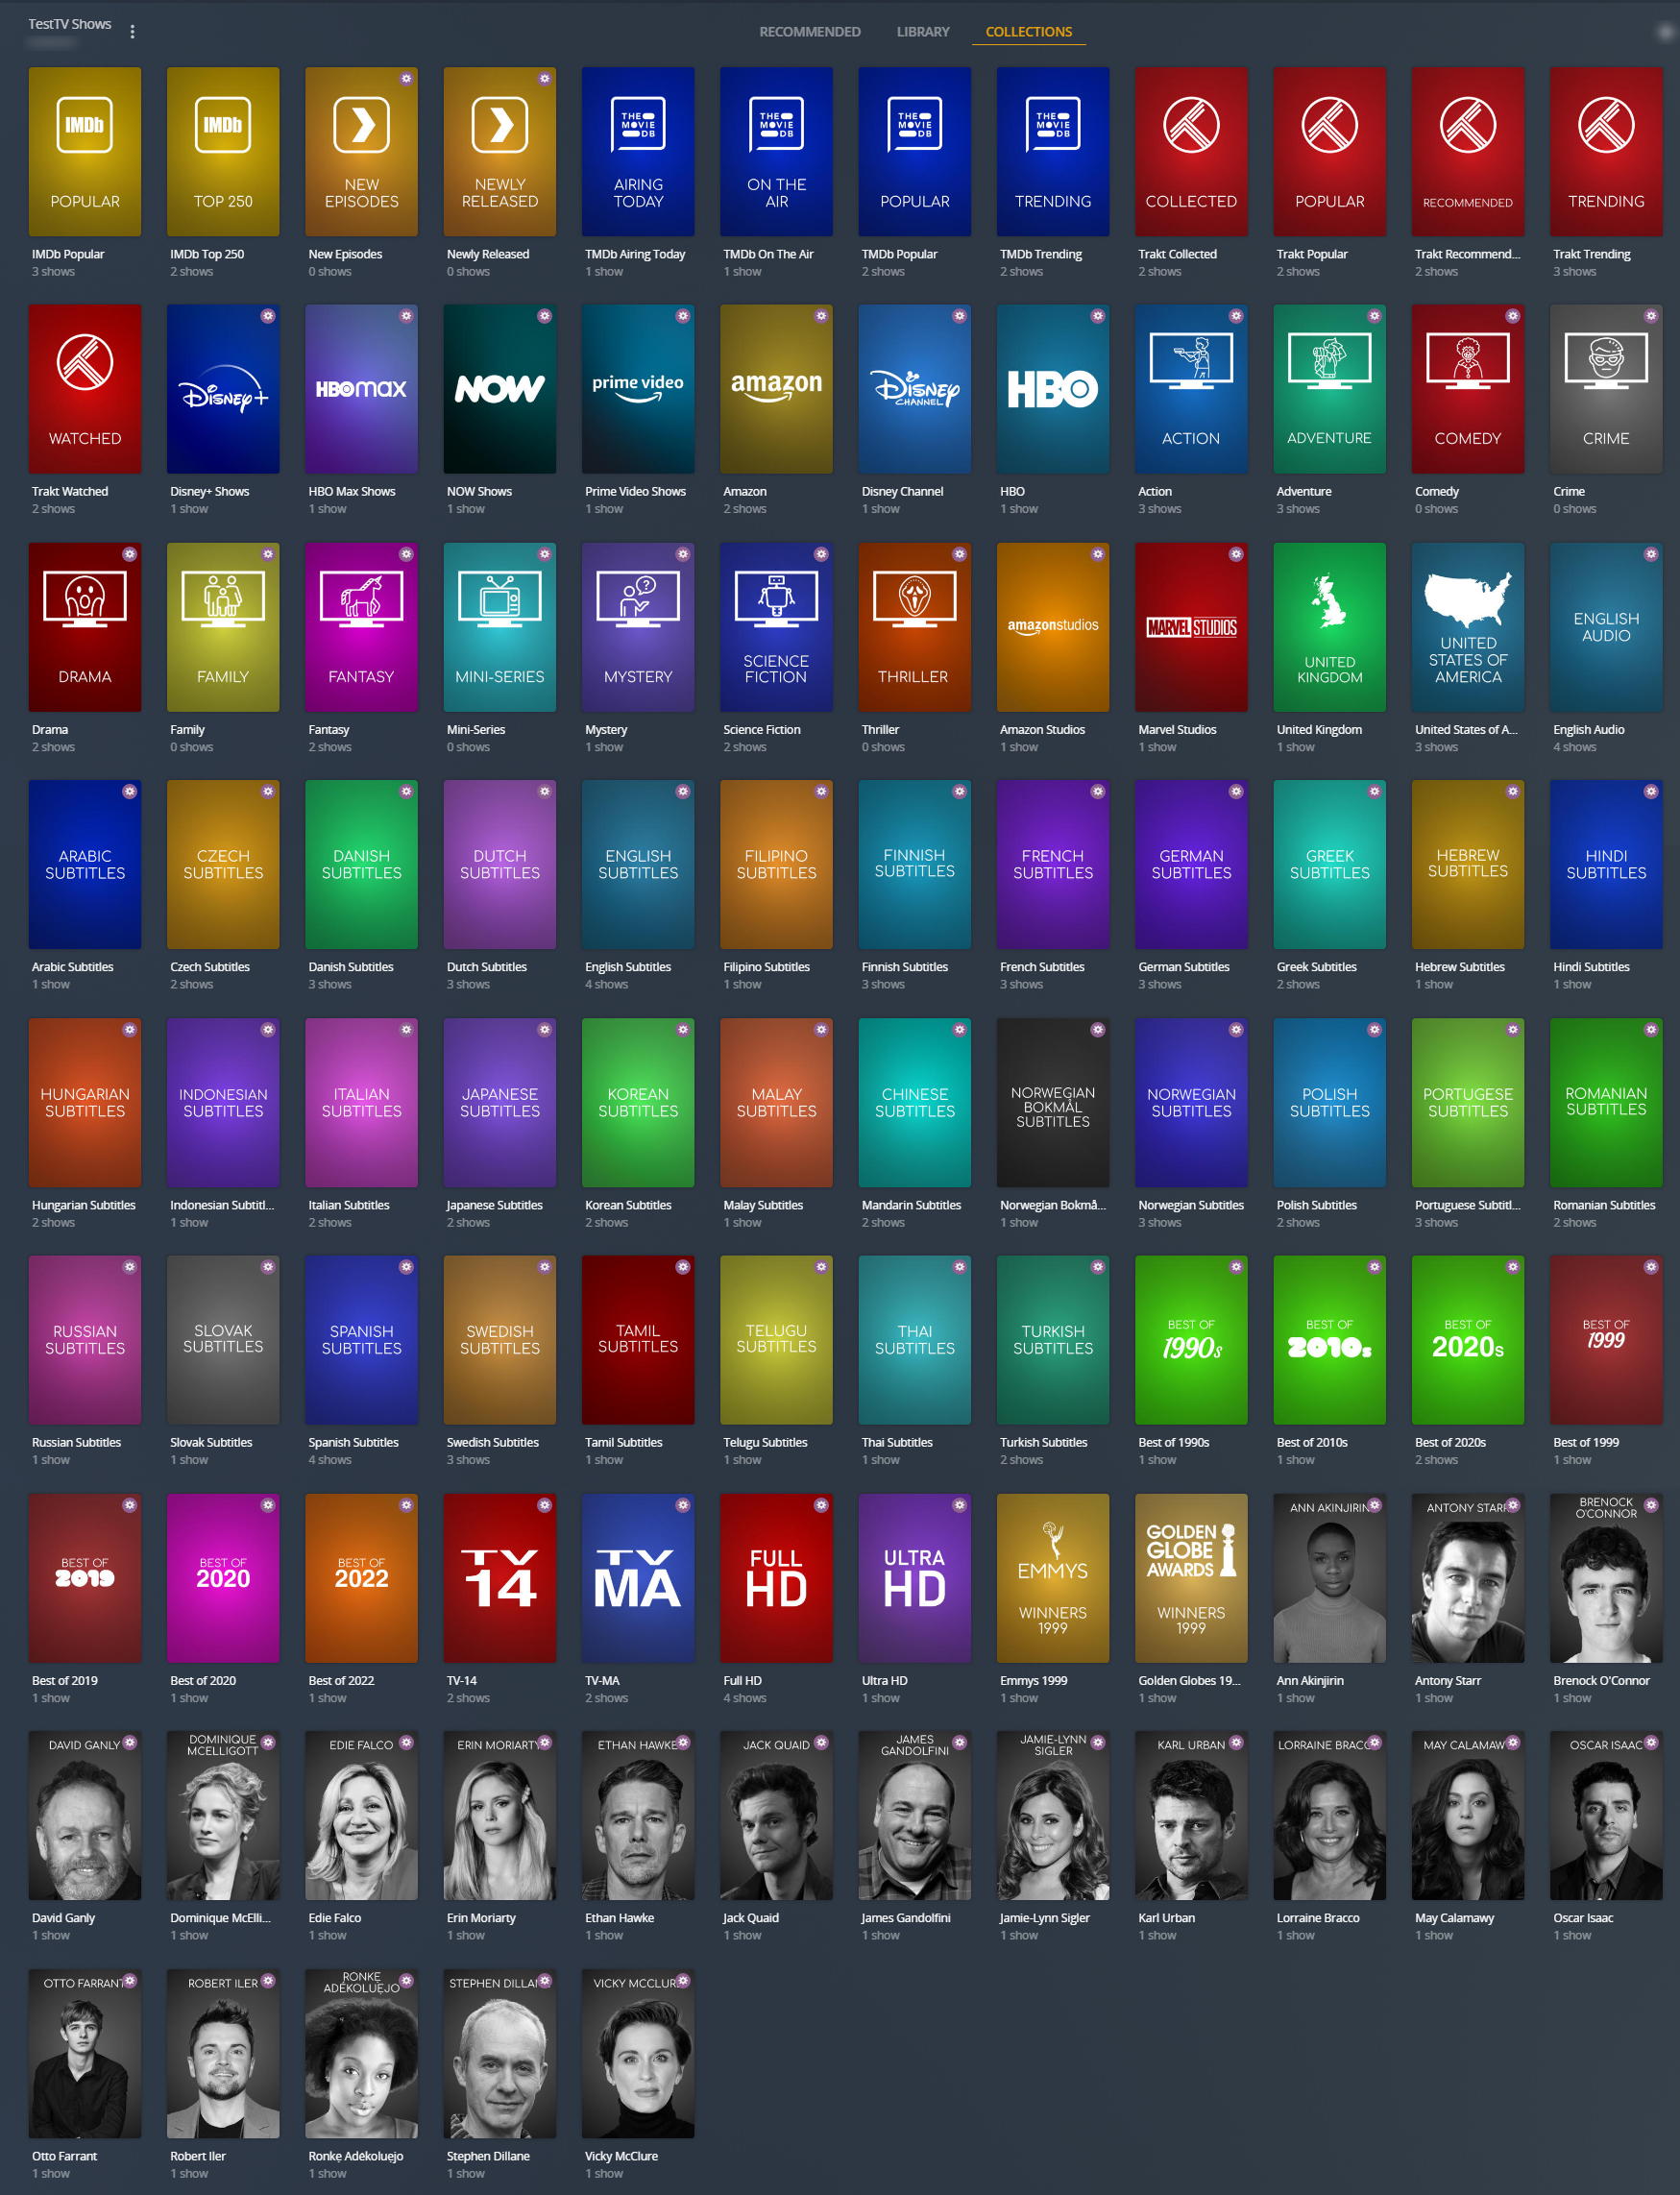 TestTV Shows
RECOMMENDED LIBRARY COLLECTIONS
IMDb IMDb THE MOVIE DB THE MOVIE DB THE MOVIE DB THE MOVIE DB
POPULAR TOP 250 NEW EPISODES NEWLY RELEASED AIRING TODAY ON THE AIR POPULAR TRENDING COLLECTED POPULAR RECOMMENDED TRENDING
IMDb Popular IMDb Top 250 New Episodes Newly Released TMDb Airing Today TMDb On The Air TMDb Popular TMDb Trending Trakt Collected Trakt Popular Trakt Recommend... Trakt Trending
3 shows 2 shows 0 shows 0 shows 1 show 1 show 2 shows 2 shows 2 shows 2 shows 2 shows 3 shows
WATCHED Disney+ HBOmax NOW prime video amazon Disney CHANNEL HBO ACTION ADVENTURE COMEDY CRIME
Trakt Watched Disney+ Shows HBO Max Shows NOW Shows Prime Video Shows Amazon Disney Channel HBO Action Adventure Comedy Crime
2 shows 1 show 1 show 1 show 1 show 2 shows 1 show 1 show 3 shows 3 shows 0 shows 0 shows
DRAMA FAMILY FANTASY MINI-SERIES MYSTERY SCIENCE FICTION THRILLER amazonstudios MARVEL STUDIOS UNITED KINGDOM UNITED STATES OF AMERICA ENGLISH AUDIO
Drama Family Fantasy Mini-Series Mystery Science Fiction Thriller Amazon Studios Marvel Studios United Kingdom United States of A... English Audio
2 shows 0 shows 2 shows 0 shows 1 show 2 shows 0 shows 1 show 1 show 1 show 3 shows 4 shows
ARABIC SUBTITLES CZECH SUBTITLES DANISH SUBTITLES DUTCH SUBTITLES ENGLISH SUBTITLES FILIPINO SUBTITLES FINNISH SUBTITLES FRENCH SUBTITLES GERMAN SUBTITLES GREEK SUBTITLES HEBREW SUBTITLES HINDI SUBTITLES
Arabic Subtitles Czech Subtitles Danish Subtitles Dutch Subtitles English Subtitles Filipino Subtitles Finnish Subtitles French Subtitles German Subtitles Greek Subtitles Hebrew Subtitles Hindi Subtitles
1 show 2 shows 3 shows 3 shows 4 shows 1 show 3 shows 3 shows 3 shows 2 shows 1 show 1 show
HUNGARIAN SUBTITLES INDONESIAN SUBTITLES ITALIAN SUBTITLES JAPANESE SUBTITLES KOREAN SUBTITLES MALAY SUBTITLES CHINESE SUBTITLES NORWEGIAN BOKMÅL SUBTITLES NORWEGIAN SUBTITLES POLISH SUBTITLES PORTUGESE SUBTITLES ROMANIAN SUBTITLES
Hungarian Subtitles Indonesian Subtitl... Italian Subtitles Japanese Subtitles Korean Subtitles Malay Subtitles Mandarin Subtitles Norwegian Bokmå... Norwegian Subtitles Polish Subtitles Portuguese Subtitl... Romanian Subtitles
2 shows 1 show 2 shows 2 shows 2 shows 1 show 2 shows 1 show 3 shows 2 shows 3 shows 2 shows
RUSSIAN SUBTITLES SLOVAK SUBTITLES SPANISH SUBTITLES SWEDISH SUBTITLES TAMIL SUBTITLES TELUGU SUBTITLES THAI SUBTITLES TURKISH SUBTITLES BEST OF 1990s BEST OF 2010s BEST OF 2020s BEST OF 1999
Russian Subtitles Slovak Subtitles Spanish Subtitles Swedish Subtitles Tamil Subtitles Telugu Subtitles Thai Subtitles Turkish Subtitles Best of 1990s Best of 2010s Best of 2020s Best of 1999
1 show 1 show 4 shows 3 shows 1 show 1 show 1 show 2 shows 1 show 1 show 2 shows 1 show
BEST OF 2019 BEST OF 2020 BEST OF 2022 TV 14 TV MA FULL HD ULTRA HD EMMYS WINNERS 1999 GOLDEN GLOBE AWARDS WINNERS 1999 ANN AKINJIRIN ANTONY STARR BRENOCK O'CONNOR
Best of 2019 Best of 2020 Best of 2022 TV-14 TV-MA Full HD Ultra HD Emmys 1999 Golden Globes 19... Ann Akinjirin Antony Starr Brenock O'Connor
1 show 1 show 1 show 2 shows 2 shows 4 shows 1 show 1 show 1 show 1 show 1 show 1 show
DAVID GANLY DOMINIQUE MCELLIGOTT EDIE FALCO ERIN MORIARTY ETHAN HAWKE JACK QUAID JAMES GANDOLFINI JAMIE-LYNN SIGLER KARL URBAN LORRAINE BRACCO MAY CALAMAWY OSCAR ISAAC
David Ganly Dominique McElli... Edie Falco Erin Moriarty Ethan Hawke Jack Quaid James Gandolfini Jamie-Lynn Sigler Karl Urban Lorraine Bracco May Calamawy Oscar Isaac
1 show 1 show 1 show 1 show 1 show 1 show 1 show 1 show 1 show 1 show 1 show 1 show
OTTO FARRANT ROBERT ILER RONKẸ ADÉKOLUẸJO STEPHEN DILLANE VICKY MCCLURE
Otto Farrant Robert Iler Ronkẹ Adékoluẹjo Stephen Dillane Vicky McClure
1 show 1 show 1 show 1 show 1 show